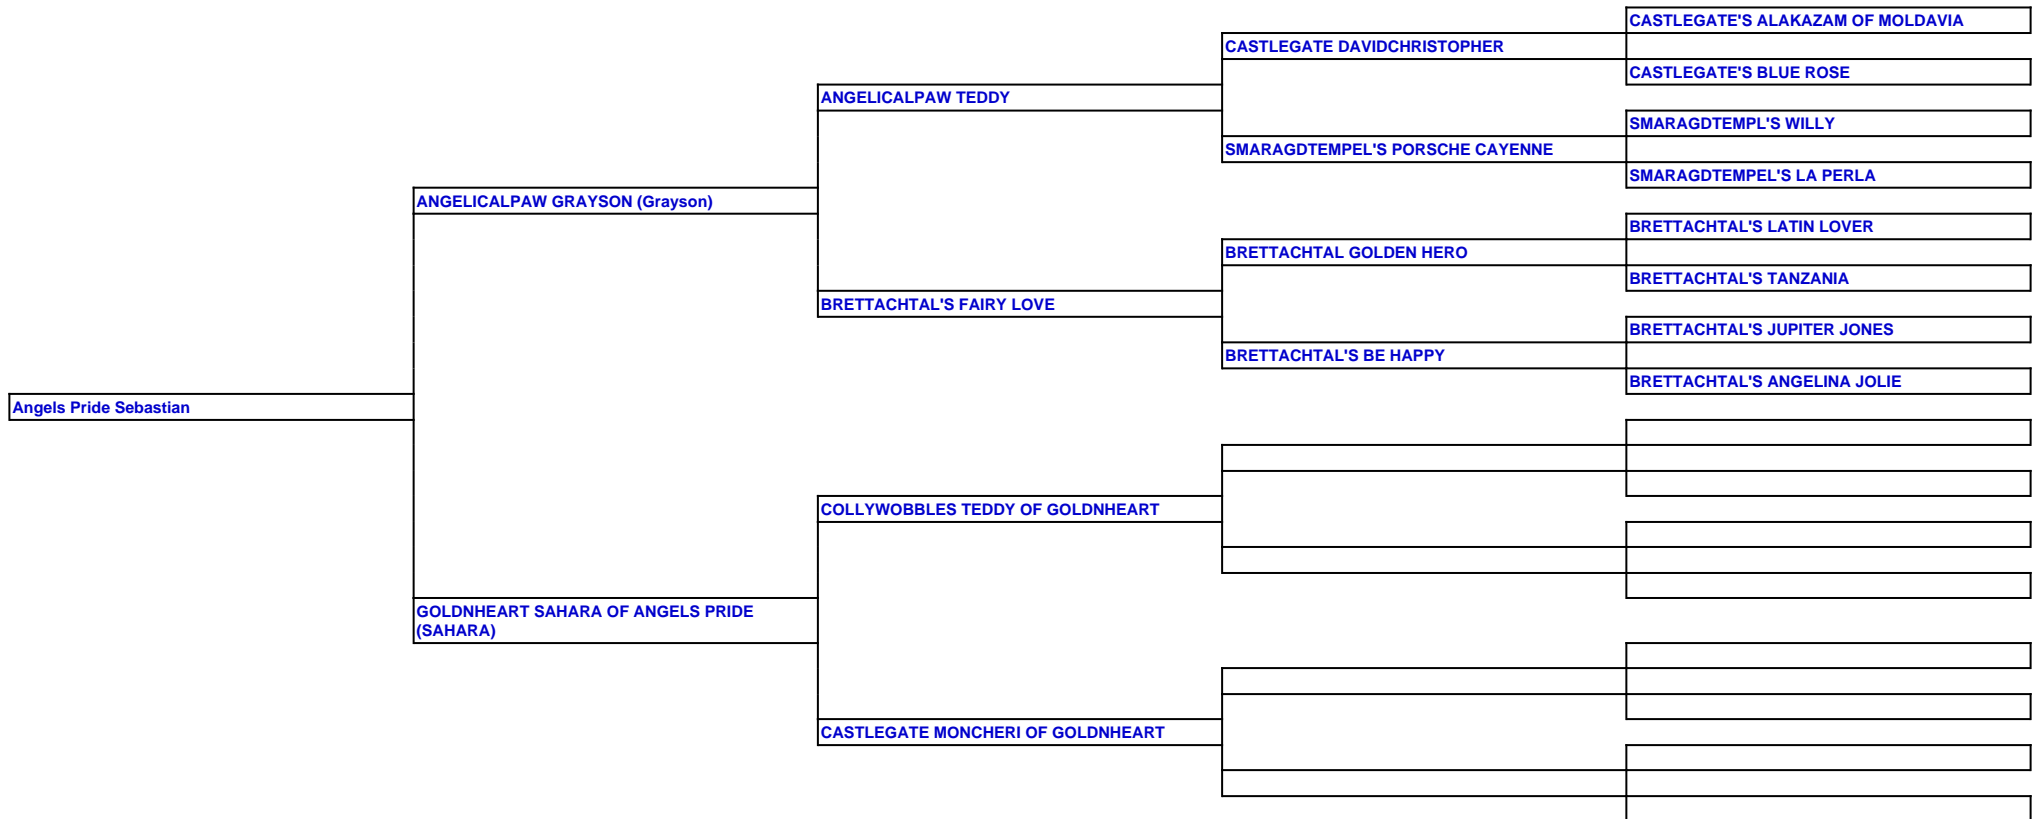 CASTLEGATE'S ALAKAZAM OF MOLDAVIA
CASTLEGATE DAVIDCHRISTOPHER
CASTLEGATE'S BLUE ROSE
ANGELICALPAW TEDDY
SMARAGDTEMPL'S WILLY
SMARAGDTEMPEL'S PORSCHE CAYENNE
SMARAGDTEMPEL'S LA PERLA
ANGELICALPAW GRAYSON (Grayson)
BRETTACHTAL'S LATIN LOVER
BRETTACHTAL GOLDEN HERO
BRETTACHTAL'S TANZANIA
BRETTACHTAL'S FAIRY LOVE
BRETTACHTAL'S JUPITER JONES
BRETTACHTAL'S BE HAPPY
BRETTACHTAL'S ANGELINA JOLIE
Angels Pride Sebastian
COLLYWOBBLES TEDDY OF GOLDNHEART
GOLDNHEART SAHARA OF ANGELS PRIDE
(SAHARA)
CASTLEGATE MONCHERI OF GOLDNHEART